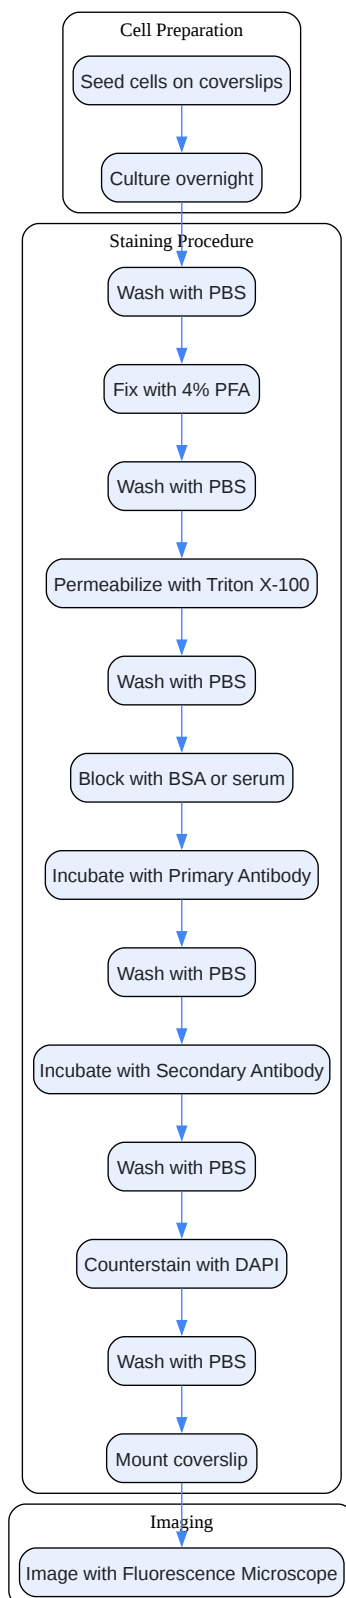 Cell Preparation
Seed cells on coverslips
Culture overnight
Staining Procedure
Wash with PBS
Fix with 4% PFA
Wash with PBS
Permeabilize with Triton X-100
Wash with PBS
Block with BSA or serum
Incubate with Primary Antibody
Wash with PBS
Incubate with Secondary Antibody
Wash with PBS
Counterstain with DAPI
Wash with PBS
Mount coverslip
Imaging
Image with Fluorescence Microscope